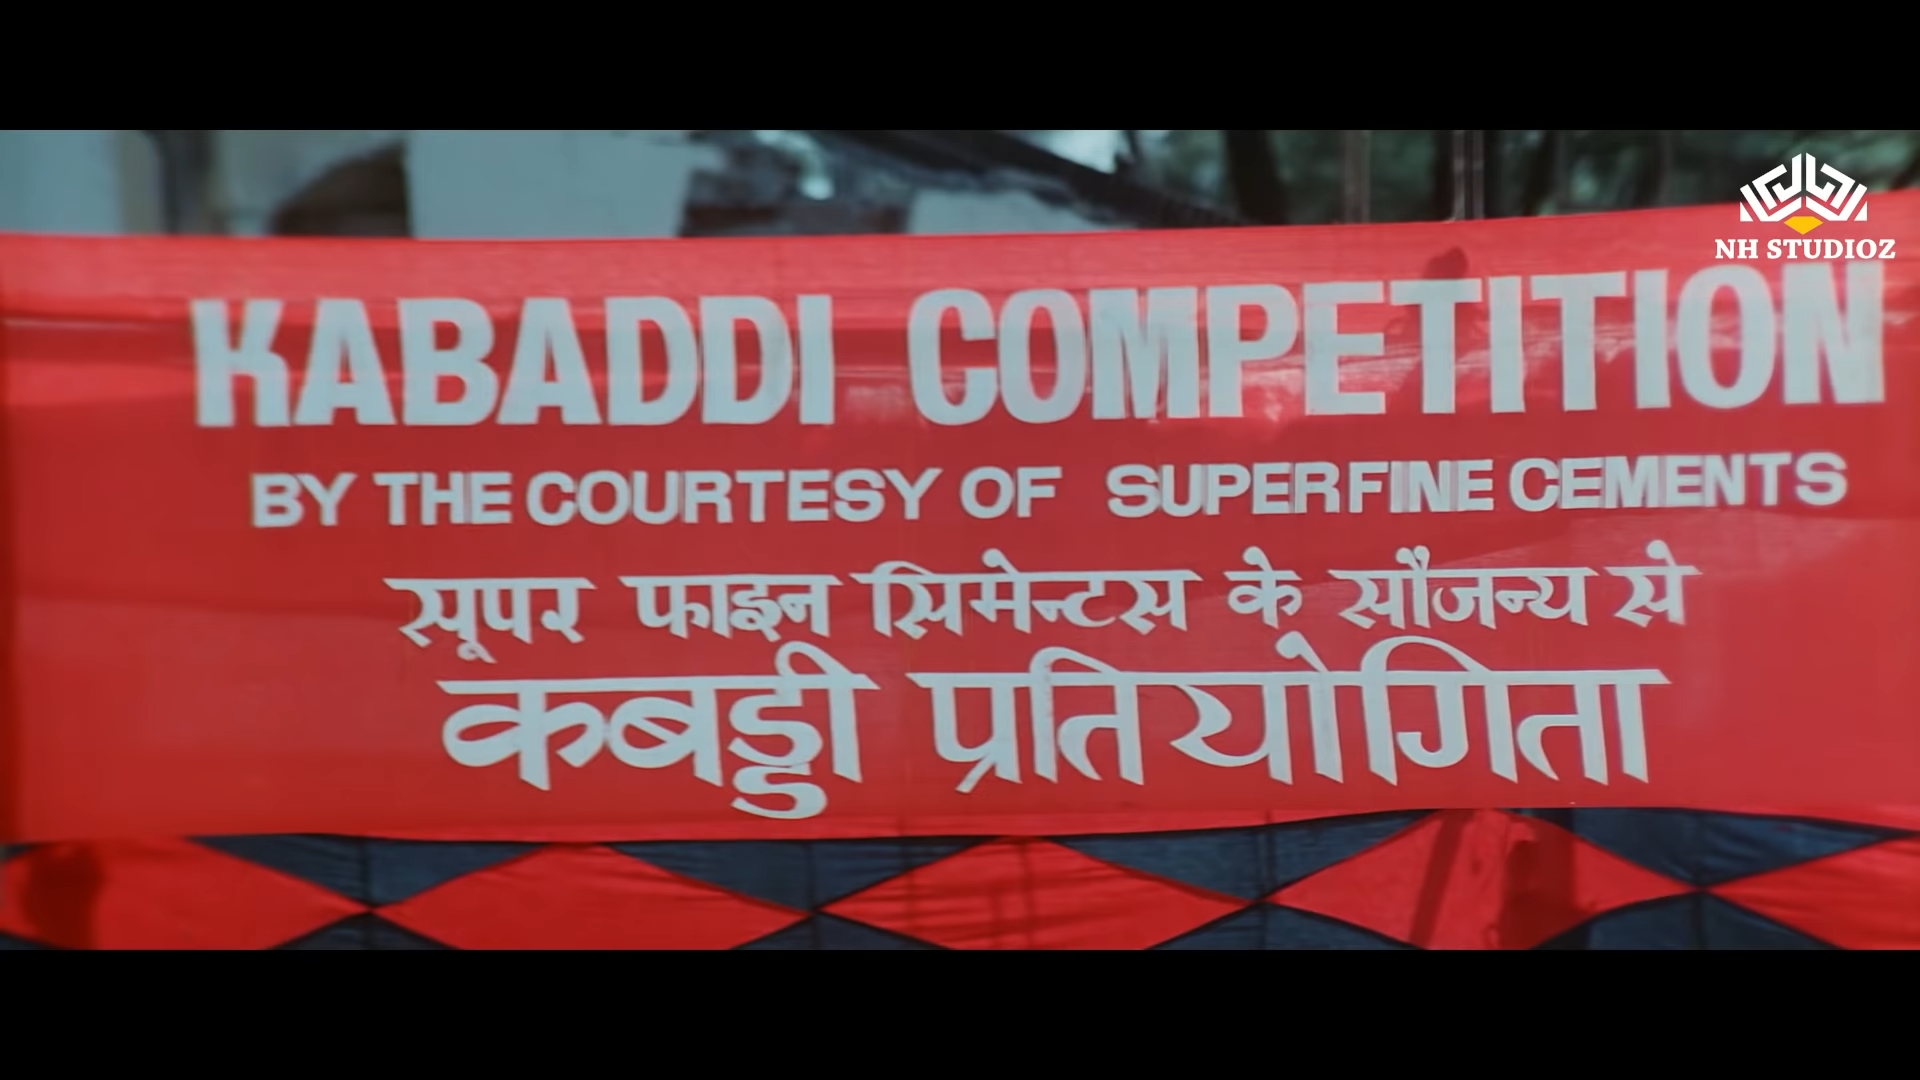 NH STUDIOZ
KABADDI COMPETITION
BY THE COURTESY OF SUPERFINE CEMENTS
सूपर फाइन सिमेन्टस के सौजन्य से
कबड्डी प्रतियोगिता